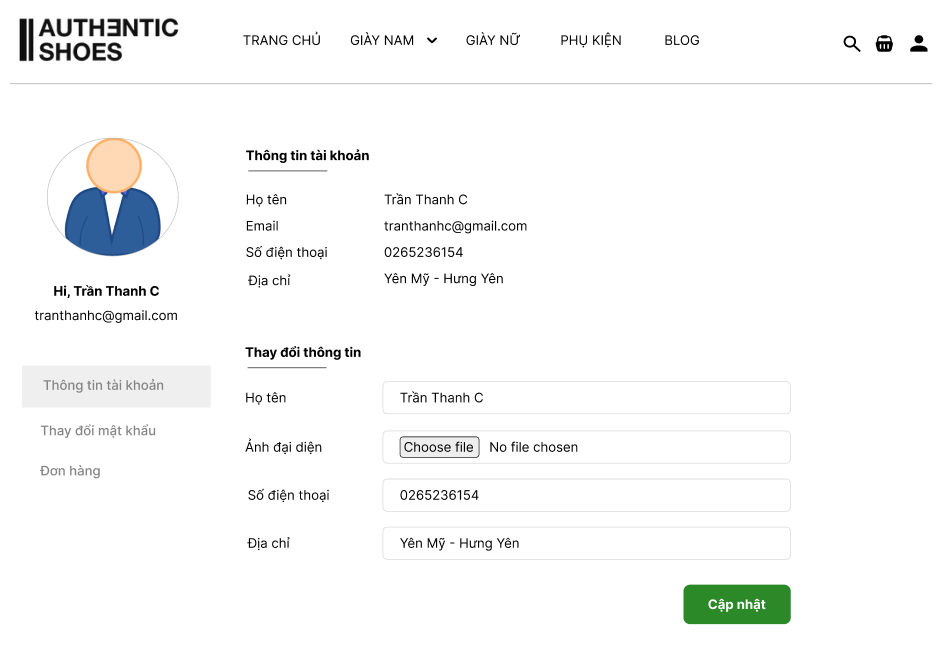 AUTHENTIC
SHOES
TRANG CHỦ GIÀY NAM GIÀY NỮ PHỤ KIỆN BLOG
Hi, Trần Thanh C
tranthanhc@gmail.com
Thông tin tài khoản
Thay đổi mật khẩu
Đơn hàng
Thông tin tài khoản
Họ tên Trần Thanh C
Email tranthanhc@gmail.com
Số điện thoại 0265236154
Địa chỉ Yên Mỹ - Hưng Yên
Thay đổi thông tin
Họ tên Trần Thanh C
Ảnh đại diện Choose file No file chosen
Số điện thoại 0265236154
Địa chỉ Yên Mỹ - Hưng Yên
Cập nhật